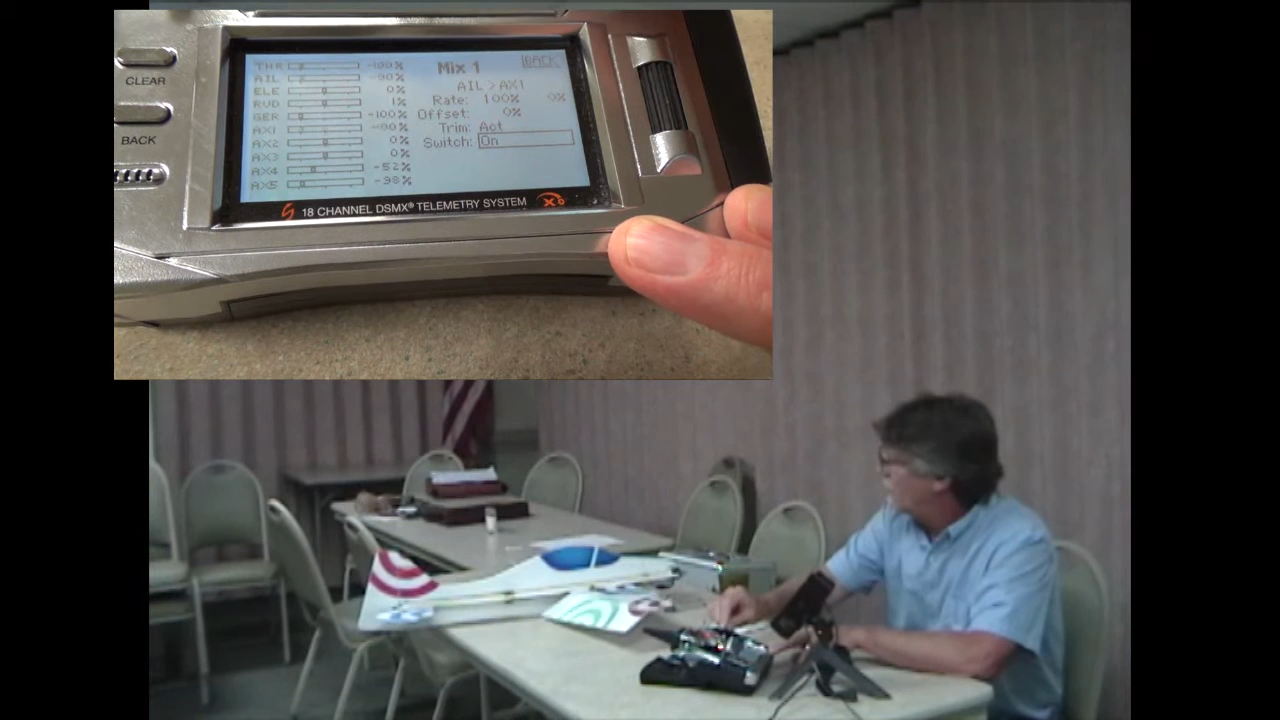 CLEAR
BACK
THR -100%
AIL -90%
ELE 0%
RUD 1%
GER -100%
AX1
AX2 0%
AX3 0%
AX4 -52%
AX5 -98%
Mix 1
BACK
AIL > AX1
Rate: 100% 0%
Offset: 0%
Trim: Act
Switch: On
18 CHANNEL DSMX® TELEMETRY SYSTEM